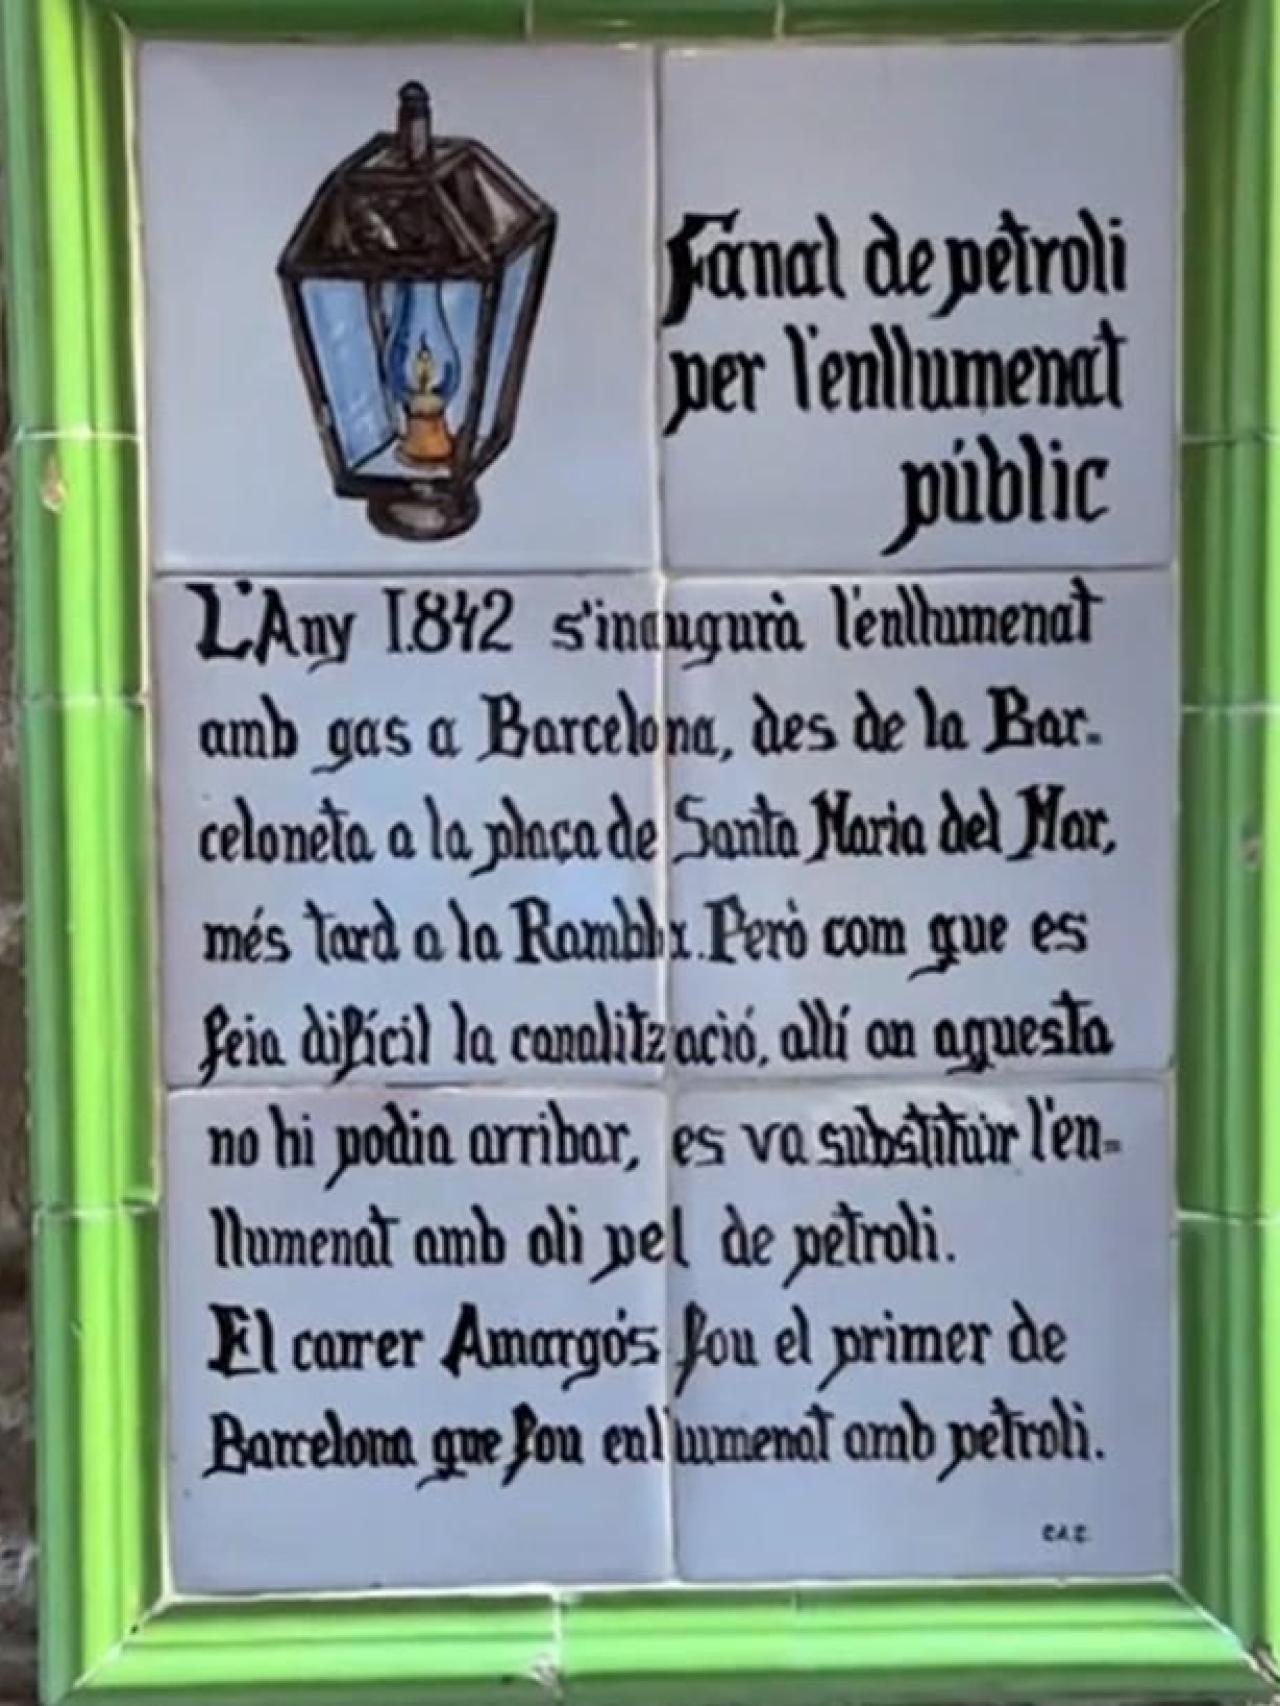 Fanal de petroli
per l'enllumenat
públic
L'Any 1.842 s'inaugurà l'enllumenat
amb gas a Barcelona, des de la Bar-
celoneta a la plaça de Santa Maria del Mar,
més tard a la Rambla. Però com que es
feia difícil la canalització, allí on aquesta
no hi podia arribar, es va substituir l'en-
llumenat amb oli pel de petroli.
El carrer Amargós fou el primer de
Barcelona que fou enllumenat amb petroli.